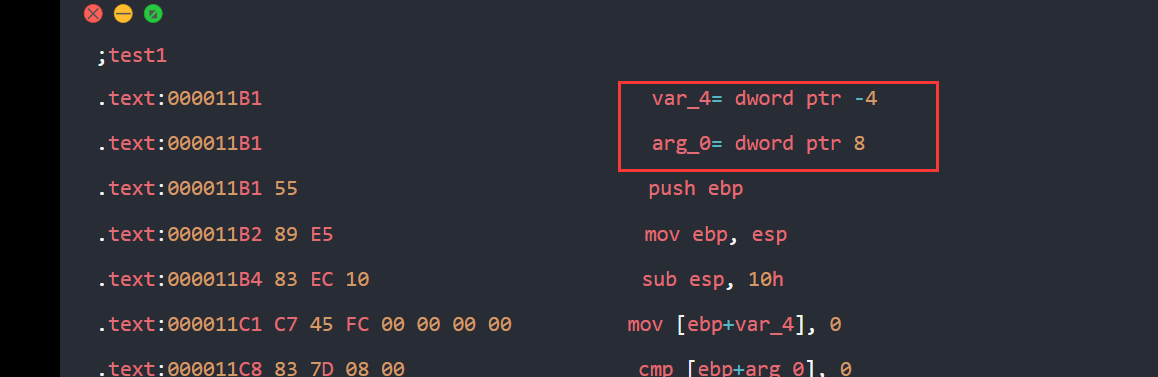 ;test1
.text:000011B1 var_4= dword ptr -4
.text:000011B1 arg_0= dword ptr 8
.text:000011B1 55 push ebp
.text:000011B2 89 E5 mov ebp, esp
.text:000011B4 83 EC 10 sub esp, 10h
.text:000011C1 C7 45 FC 00 00 00 00 mov [ebp+var_4], 0
.text:000011C8 83 7D 08 00 cmp [ebp+arg_0], 0